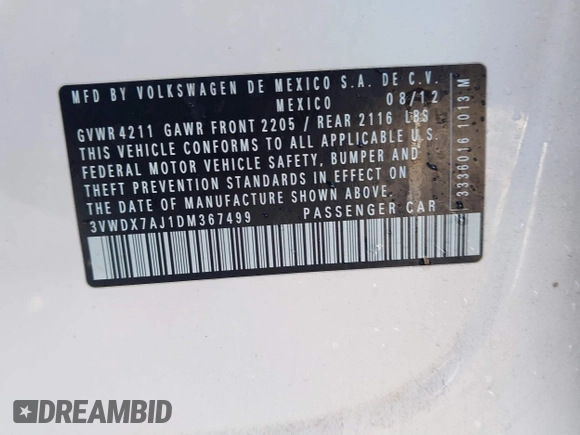 MFD BY VOLKSWAGEN DE MEXICO S.A. DE C.V.
MEXICO 08/12
GVWR 4211 GAWR FRONT 2205 / REAR 2116 LBS
THIS VEHICLE CONFORMS TO ALL APPLICABLE U.S.
FEDERAL MOTOR VEHICLE SAFETY, BUMPER AND
THEFT PREVENTION STANDARDS IN EFFECT ON
THE DATE OF MANUFACTURE SHOWN ABOVE.
3VWDX7AJ1DM367499 PASSENGER CAR
3336016 1013 M
DREAMBID